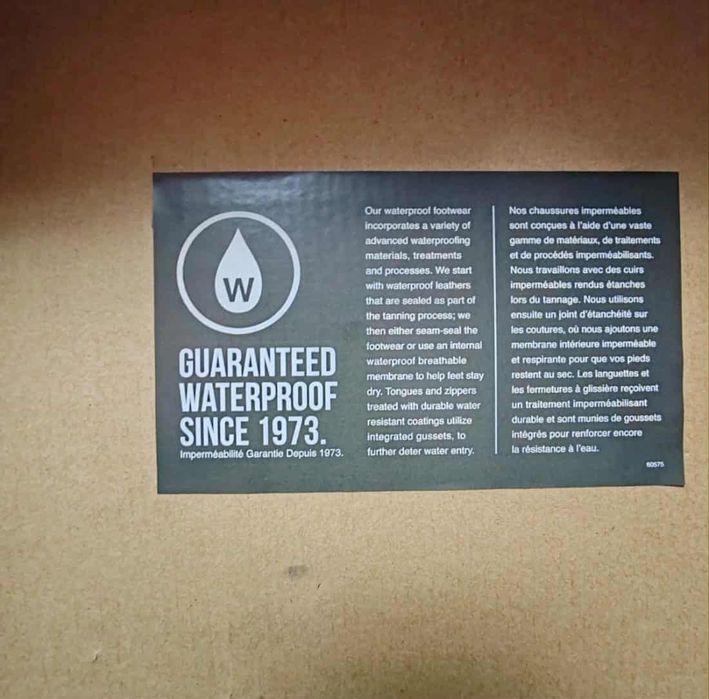 W
GUARANTEED
WATERPROOF
SINCE 1973.
Imperméabilité Garantie Depuis 1973.
Our waterproof footwear
incorporates a variety of
advanced waterproofing
materials, treatments
and processes. We start
with waterproof leathers
that are sealed as part of
the tanning process; we
then either seam-seal the
footwear or use an internal
waterproof breathable
membrane to help feet stay
dry. Tongues and zippers
treated with durable water
resistant coatings utilize
integrated gussets, to
further deter water entry.
Nos chaussures imperméables
sont conçues à l'aide d'une vaste
gamme de matériaux, de traitements
et de procédés imperméabilisants.
Nous travaillons avec des cuirs
imperméables rendus étanches
lors du tannage. Nous utilisons
ensuite un joint d'étanchéité sur
les coutures, où nous ajoutons une
membrane intérieure imperméable
et respirante pour que vos pieds
restent au sec. Les languettes et
les fermetures à glissière reçoivent
un traitement imperméabilisant
durable et sont munies de goussets
intégrés pour renforcer encore
la résistance à l'eau.
60575